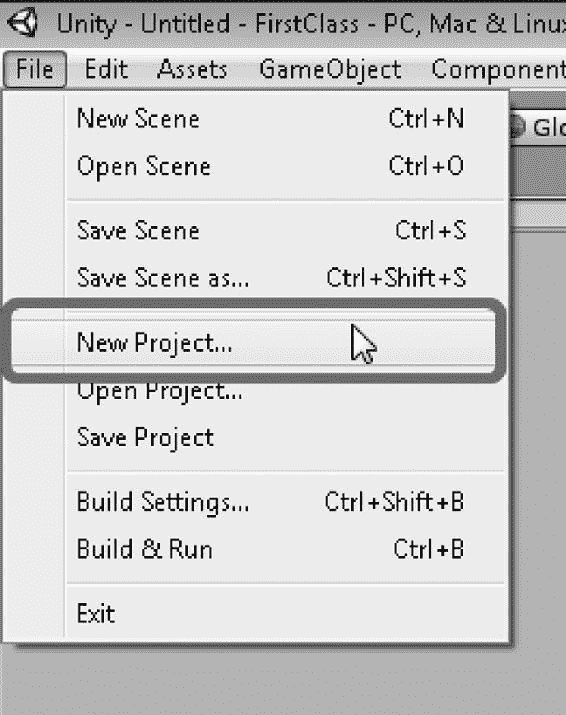 Unity - Untitled - FirstClass - PC, Mac & Linux
File Edit Assets GameObject Component
New Scene Ctrl+N
Glo
Open Scene Ctrl+O
Save Scene Ctrl+S
Save Scene as... Ctrl+Shift+S
New Project...
Open Project...
Save Project
Build Settings... Ctrl+Shift+B
Build & Run Ctrl+B
Exit